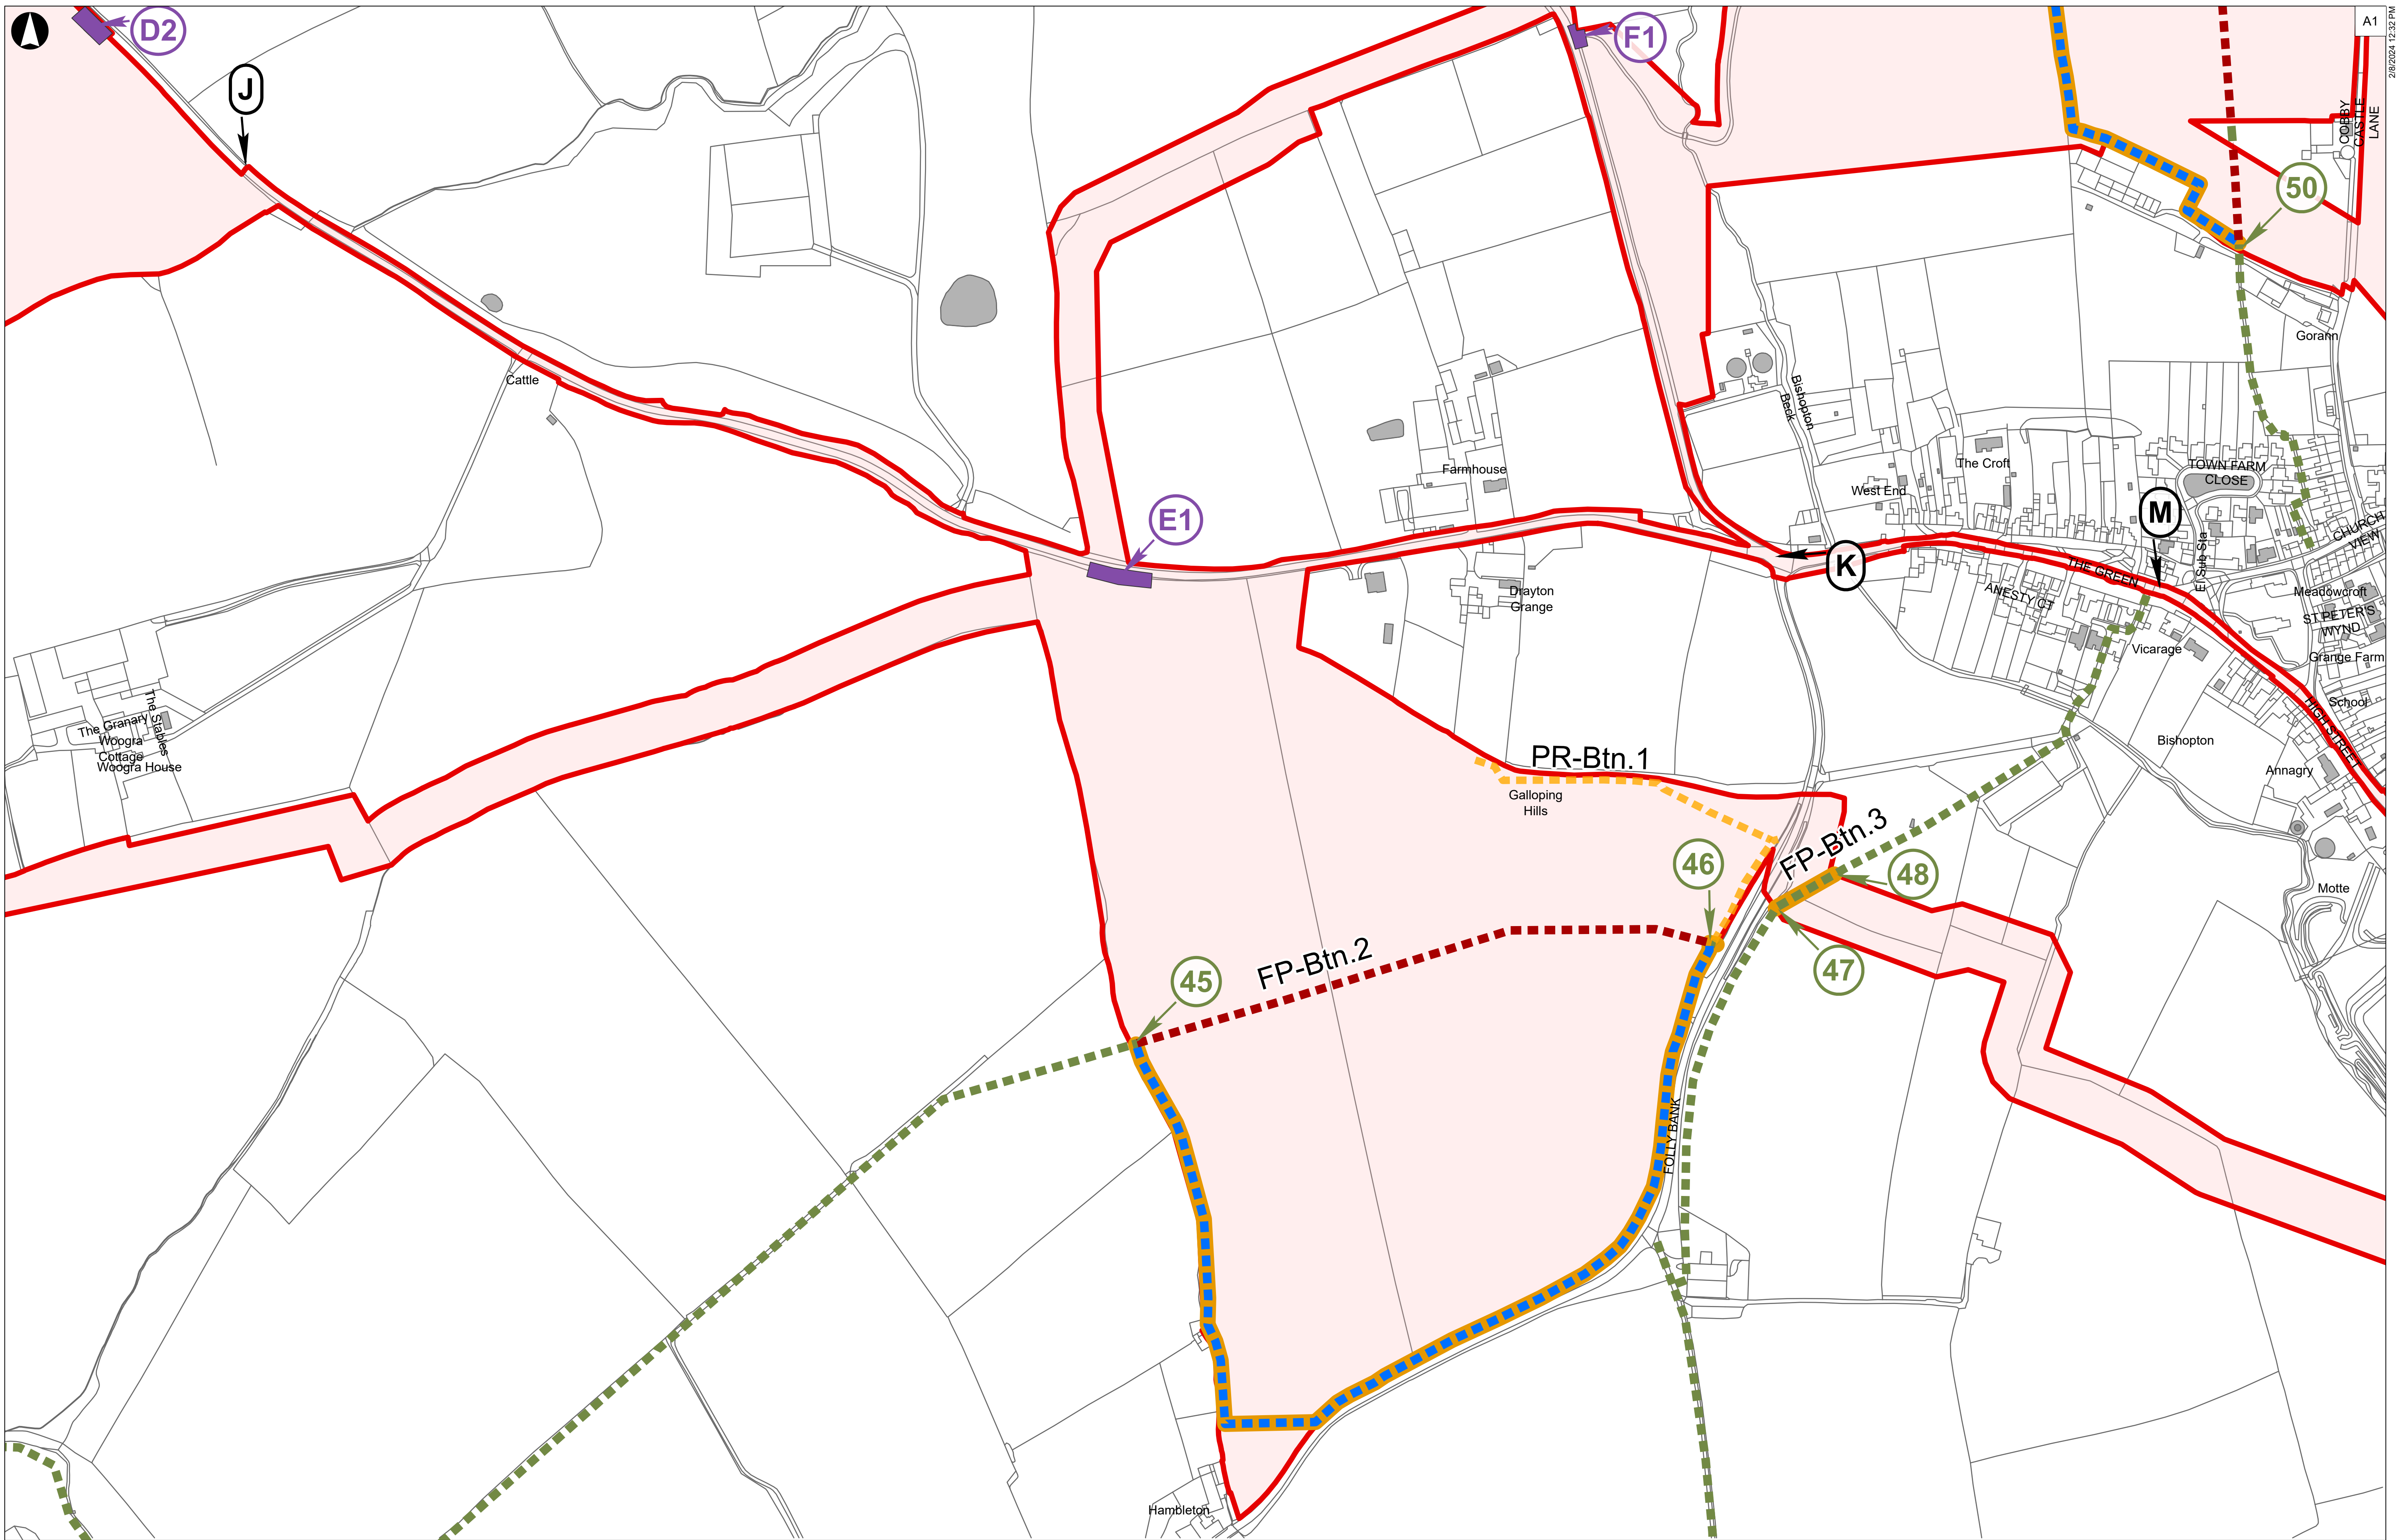 D2
F1
A1
2/8/2024 12:32 PM
J
COBBY
CASTLE
LANE
50
Gorann
Cattle
Bishopton
Beck
Farmhouse
The Croft
West End
TOWN FARM
CLOSE
M
E1
CHURCH
VIEW
El Sub Sta
K
THE GREEN
ANESTY CT
Drayton
Grange
Meadowcroft
ST PETER'S
WYND
Vicarage
Grange Farm
School
HIGH STREET
The Granary
The Stables
Woogra
Cottage
Woogra House
Bishopton
PR-Btn.1
Annagry
Galloping
Hills
FP-Btn.3
46
48
Motte
FP-Btn.2
45
47
FOLLY BANK
Hambleton